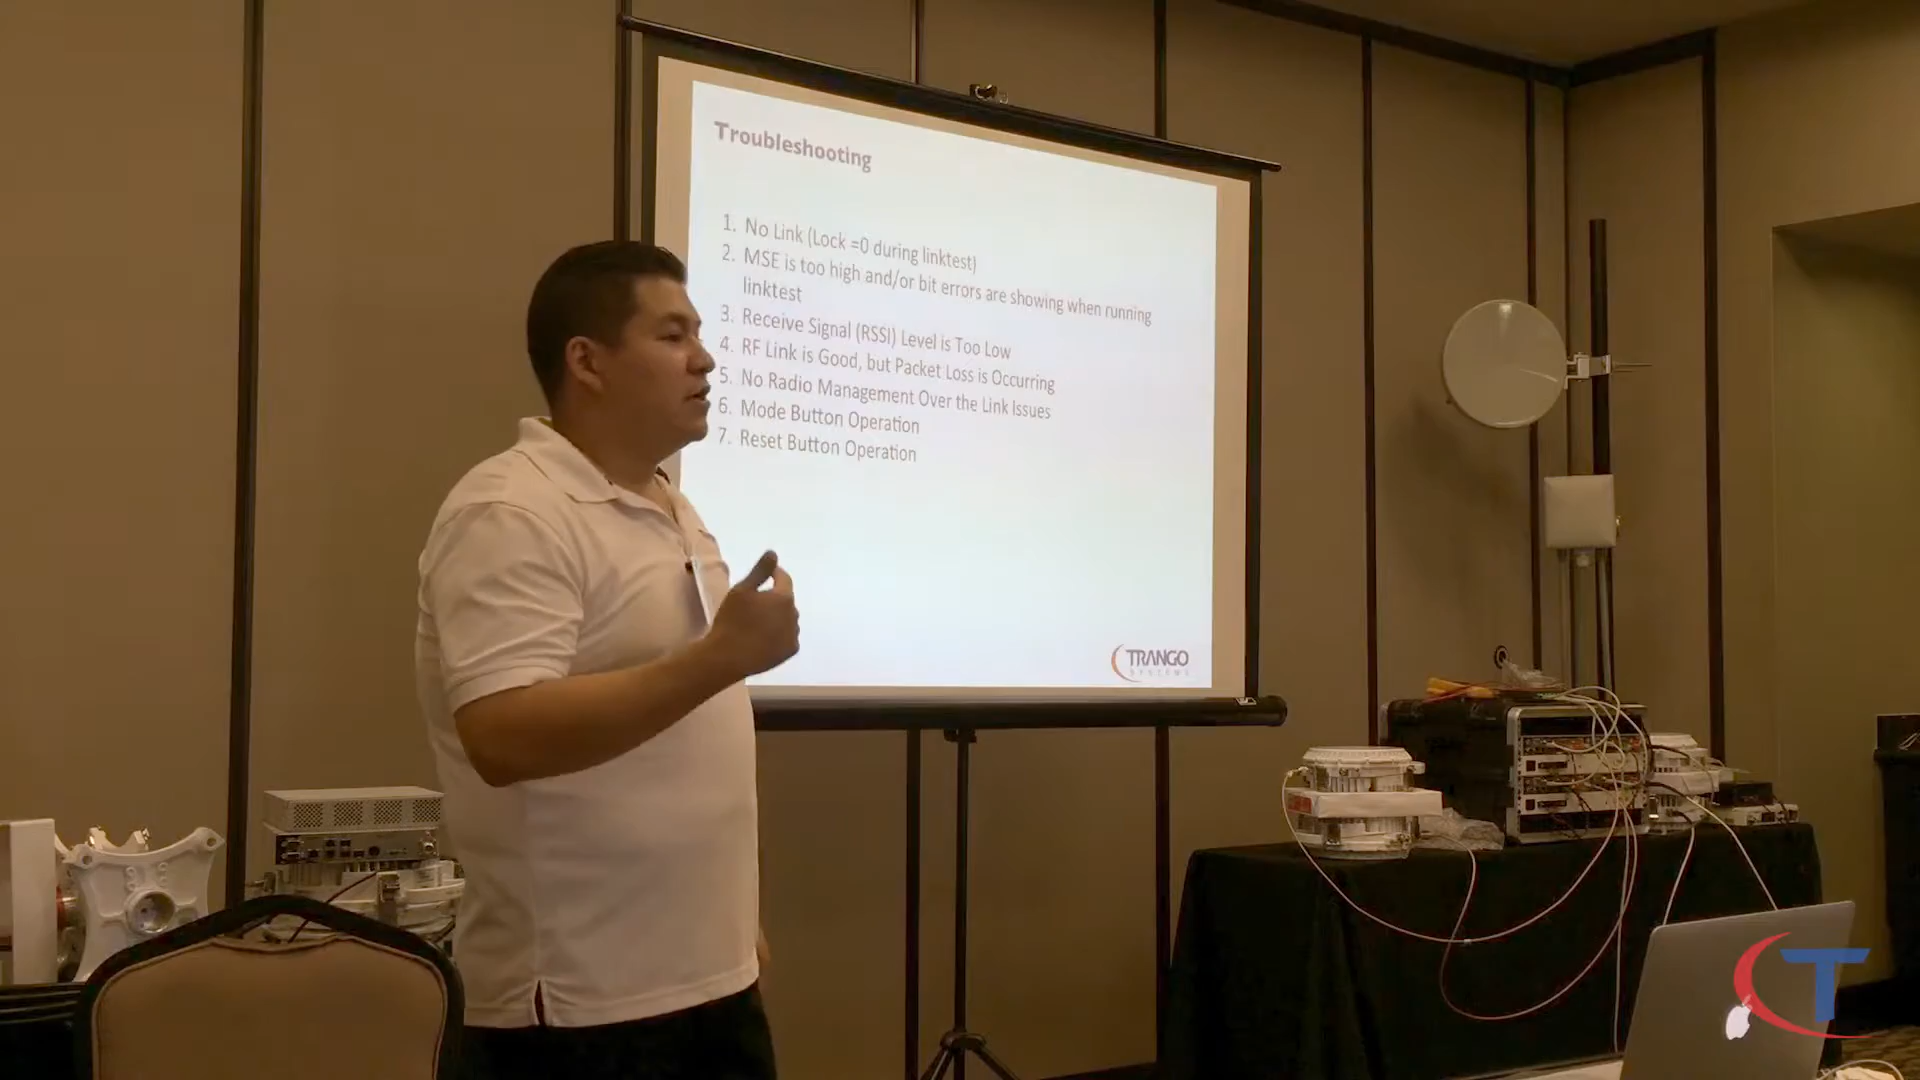 Troubleshooting
1. No Link (Lock =0 during linktest)
2. MSE is too high and/or bit errors are showing when running
linktest
3. Receive Signal (RSSI) Level is Too Low
4. RF Link is Good, but Packet Loss is Occurring
5. No Radio Management Over the Link Issues
6. Mode Button Operation
7. Reset Button Operation
TRANGO
SYSTEMS
T